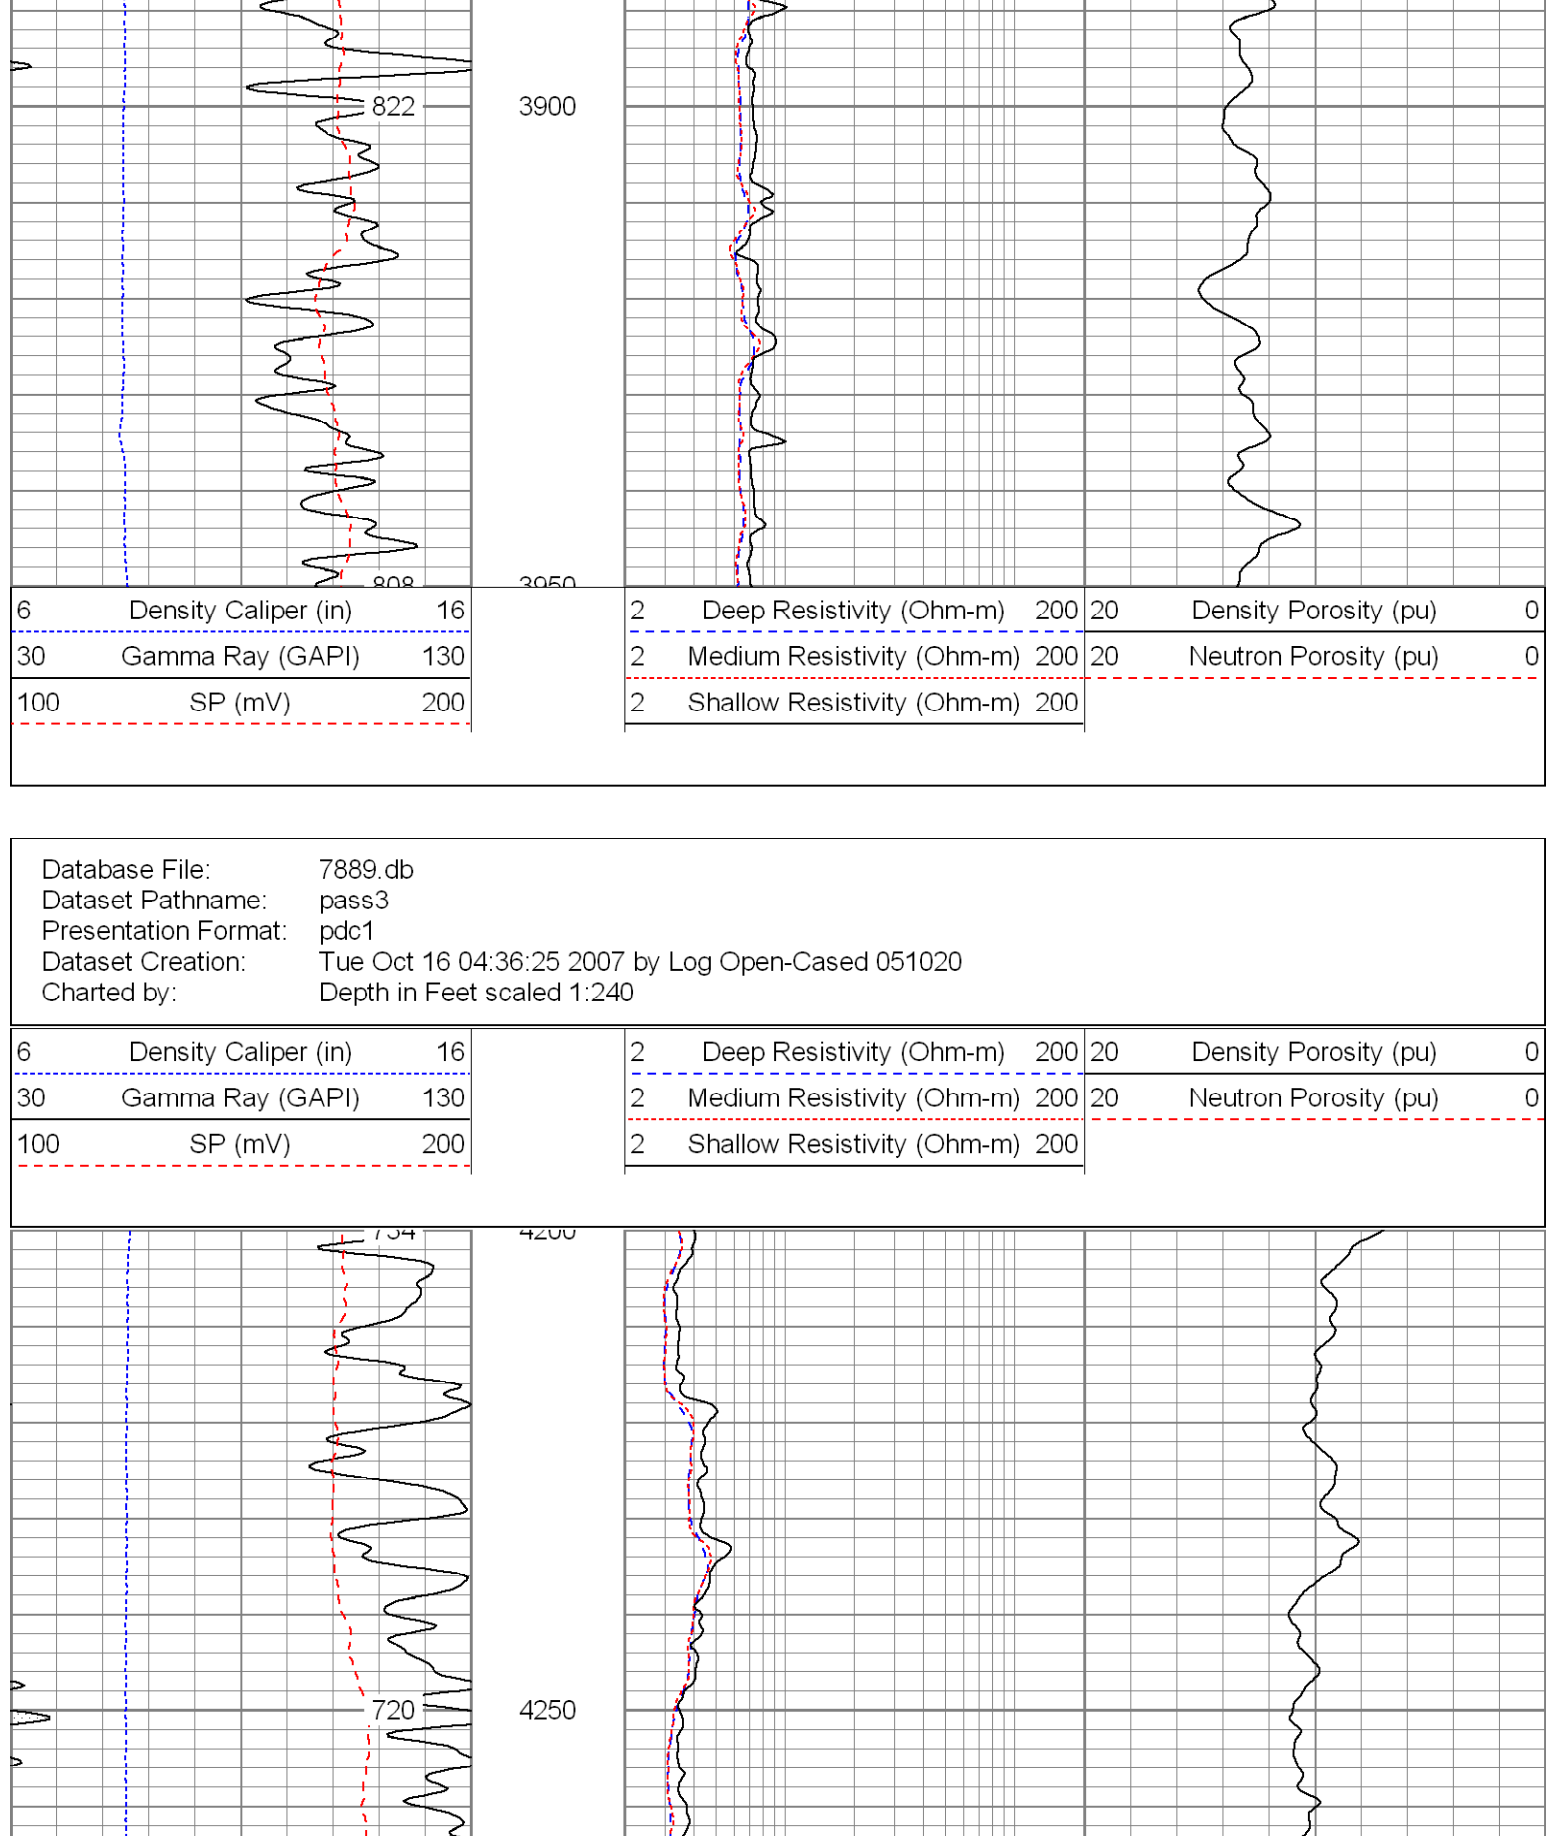 822 3900
808 3950
6 Density Caliper (in) 16 2 Deep Resistivity (Ohm-m) 200 20 Density Porosity (pu) 0
30 Gamma Ray (GAPI) 130 2 Medium Resistivity (Ohm-m) 200 20 Neutron Porosity (pu) 0
100 SP (mV) 200 2 Shallow Resistivity (Ohm-m) 200
Database File: 7889.db
Dataset Pathname: pass3
Presentation Format: pdc1
Dataset Creation: Tue Oct 16 04:36:25 2007 by Log Open-Cased 051020
Charted by: Depth in Feet scaled 1:240
6 Density Caliper (in) 16 2 Deep Resistivity (Ohm-m) 200 20 Density Porosity (pu) 0
30 Gamma Ray (GAPI) 130 2 Medium Resistivity (Ohm-m) 200 20 Neutron Porosity (pu) 0
100 SP (mV) 200 2 Shallow Resistivity (Ohm-m) 200
734 4200
720 4250